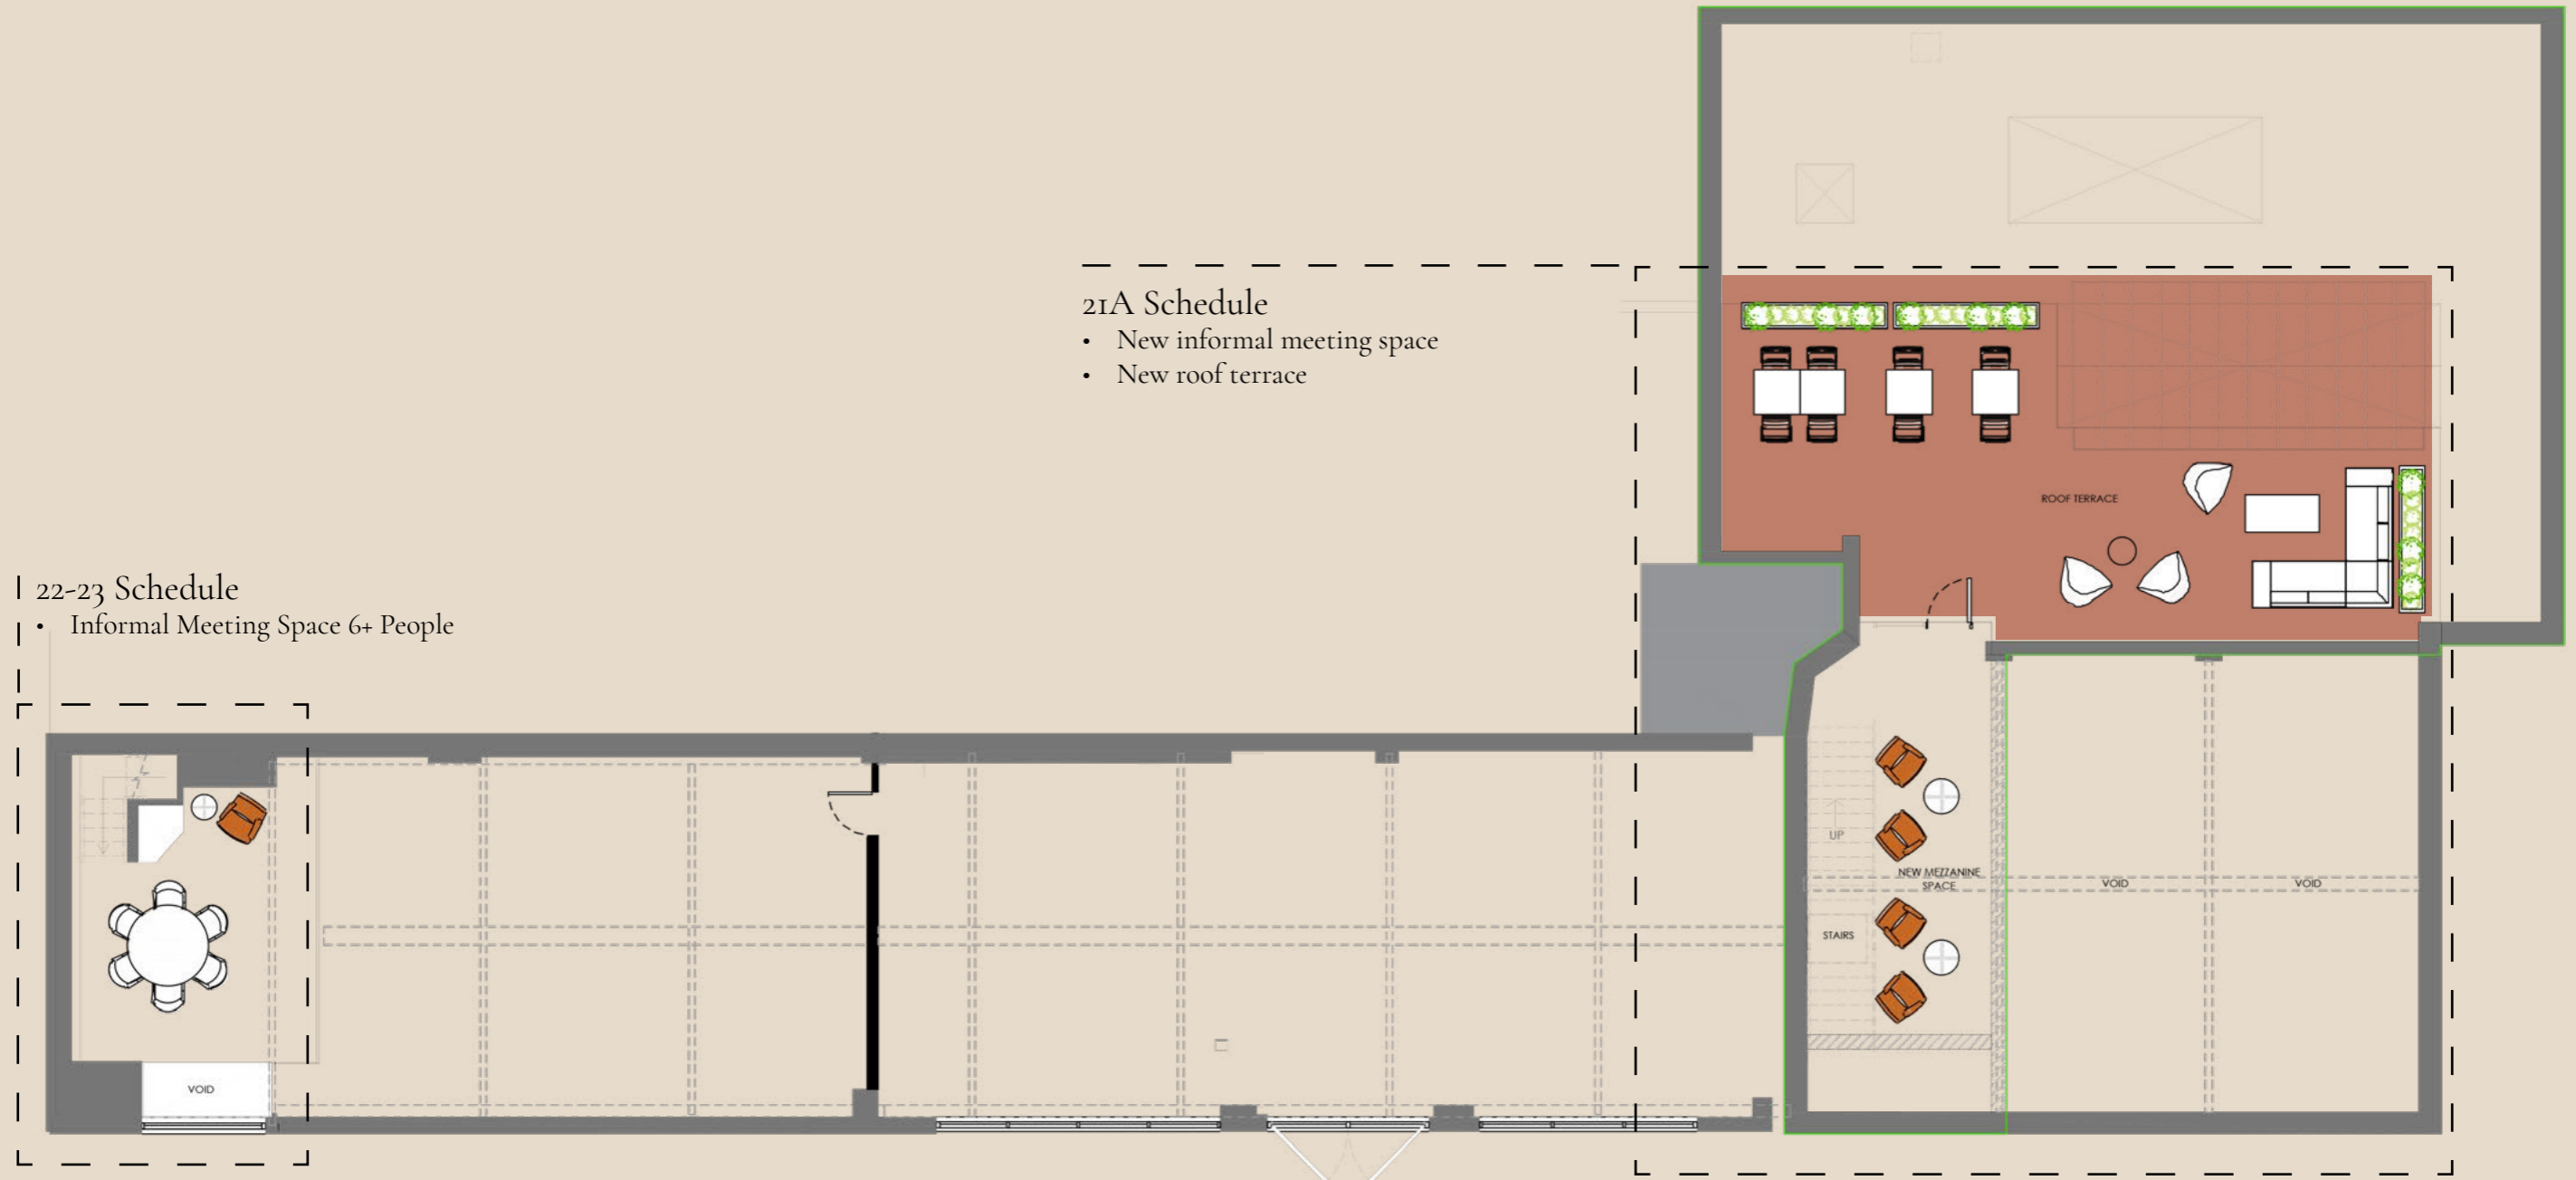 21A Schedule
• New informal meeting space
• New roof terrace
ROOF TERRACE
22-23 Schedule
• Informal Meeting Space 6+ People
UP
NEW MEZZANINE
SPACE
VOID
VOID
STAIRS
VOID